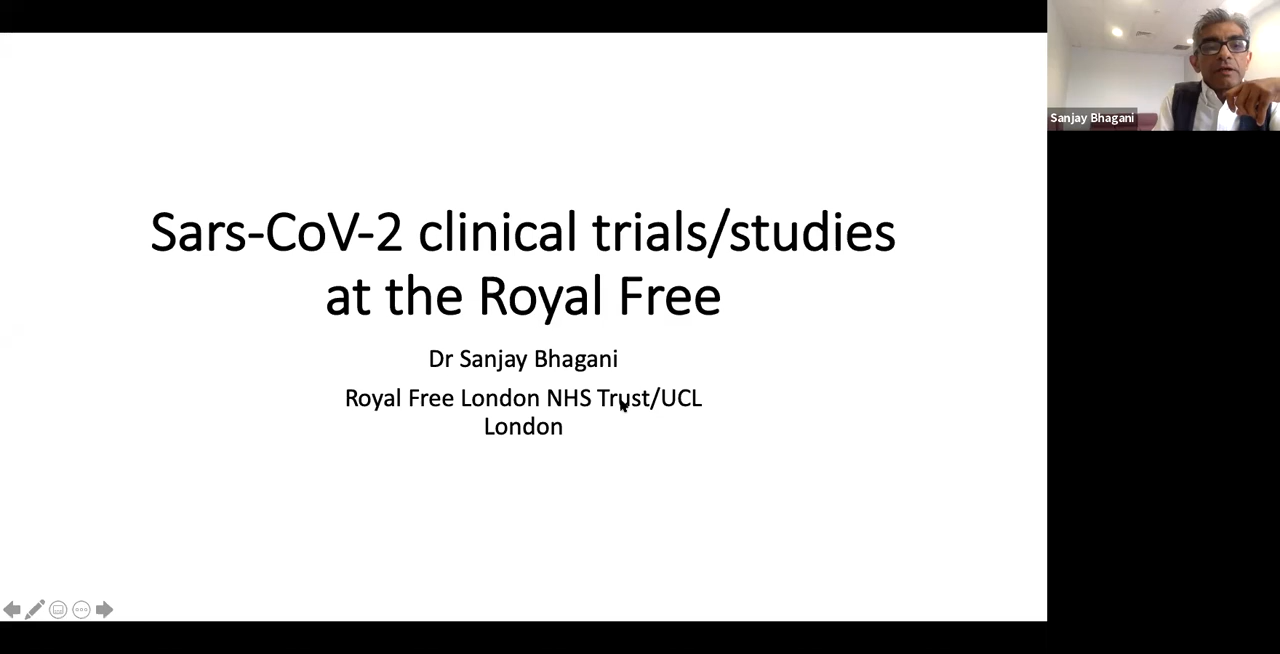 Sars-CoV-2 clinical trials/studies
at the Royal Free
Dr Sanjay Bhagani
Royal Free London NHS Trust/UCL
London
Sanjay Bhagani